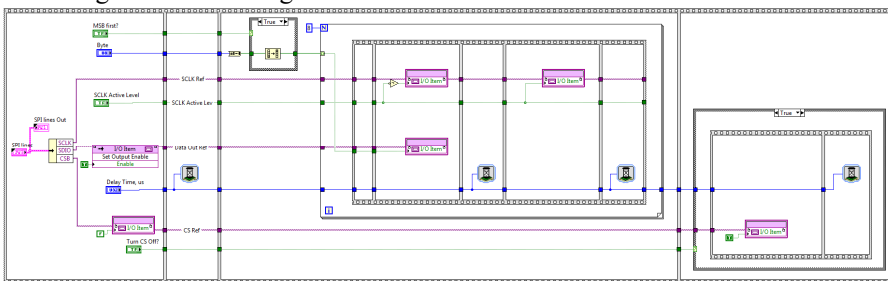 MSB first?
True
Byte
N
SCLK Ref
I/O Item
I/O Item
SCLK Active Level
SCLK Active Lev
True
SPI lines Out
SCLK
SDIO
CSB
SPI lines
I/O Item
Set Output Enable
Enable
Data Out Ref
I/O Item
Delay Time, us
i
I/O Item
CS Ref
I/O Item
Turn CS Off?